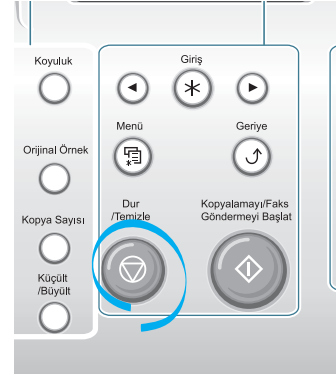 Koyuluk
Orijinal Örnek
Kopya Sayısı
Küçült
/Büyült
Giriş
Menü
Geriye
Dur
/Temizle
Kopyalamayı/Faks
Göndermeyi Başlat